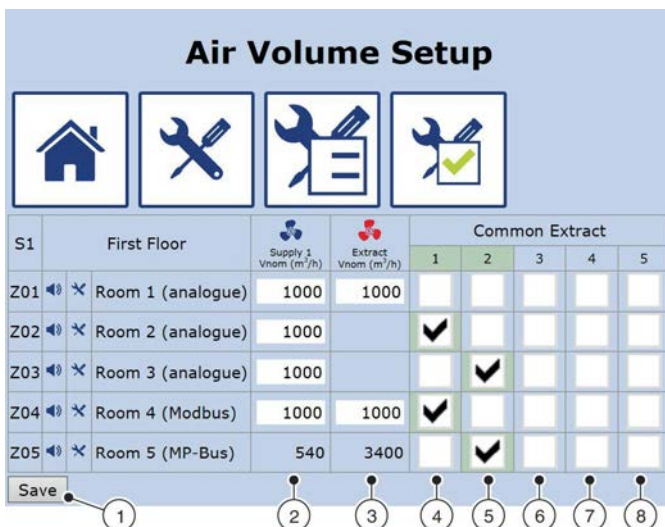 Air Volume Setup
S1 First Floor Supply 1 Vnom (m³/h) Extract Vnom (m³/h) Common Extract
1 2 3 4 5
Z01 Room 1 (analogue) 1000 1000
Z02 Room 2 (analogue) 1000
Z03 Room 3 (analogue) 1000
Z04 Room 4 (Modbus) 1000 1000
Z05 Room 5 (MP-Bus) 540 3400
Save
1 2 3 4 5 6 7 8